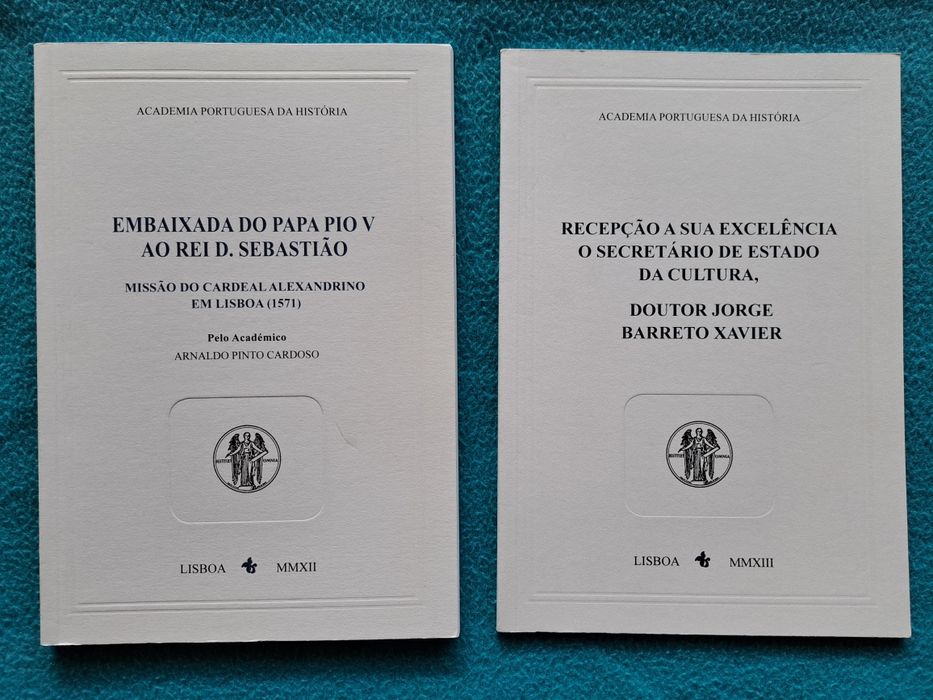 ACADEMIA PORTUGUESA DA HISTÓRIA
EMBAIXADA DO PAPA PIO V
AO REI D. SEBASTIÃO
MISSÃO DO CARDEAL ALEXANDRINO
EM LISBOA (1571)
Pelo Académico
ARNALDO PINTO CARDOSO
LISBOA MMXII
ACADEMIA PORTUGUESA DA HISTÓRIA
RECEPÇÃO A SUA EXCELÊNCIA
O SECRETÁRIO DE ESTADO
DA CULTURA,
DOUTOR JORGE
BARRETO XAVIER
LISBOA MMXIII